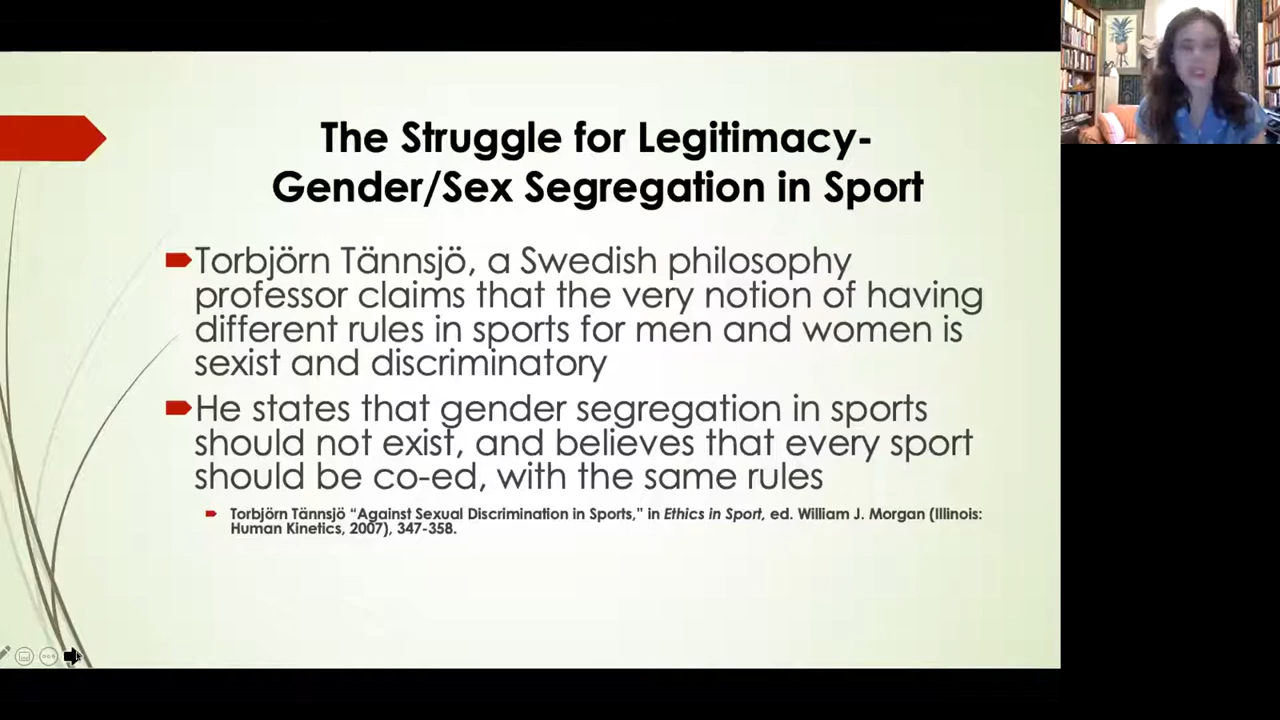 The Struggle for Legitimacy-
Gender/Sex Segregation in Sport
Torbjörn Tännsjö, a Swedish philosophy
professor claims that the very notion of having
different rules in sports for men and women is
sexist and discriminatory
He states that gender segregation in sports
should not exist, and believes that every sport
should be co-ed, with the same rules
Torbjörn Tännsjö “Against Sexual Discrimination in Sports,” in Ethics in Sport, ed. William J. Morgan (Illinois:
Human Kinetics, 2007), 347-358.